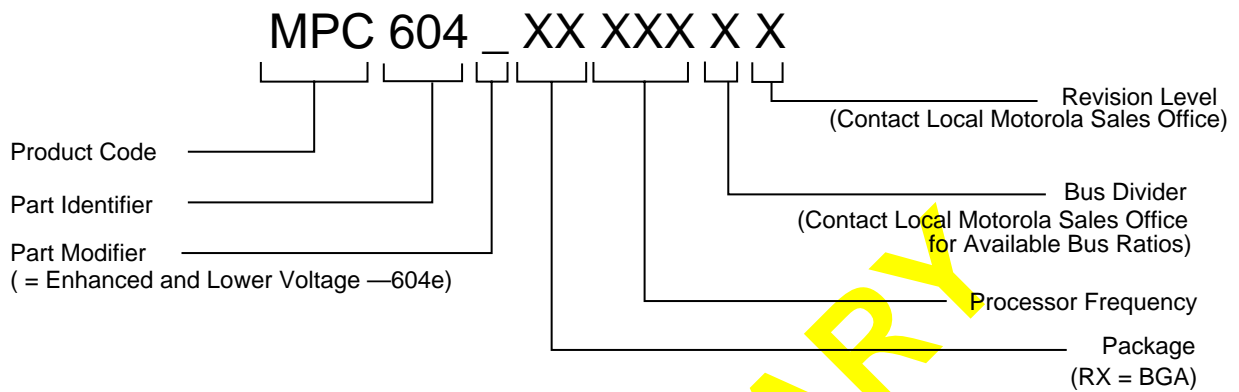 MPC 604 _ XX XXX X X
Revision Level
(Contact Local Motorola Sales Office)
Product Code
Bus Divider
(Contact Local Motorola Sales Office
for Available Bus Ratios)
Part Identifier
Part Modifier
( = Enhanced and Lower Voltage —604e)
Processor Frequency
Package
(RX = BGA)
ARY